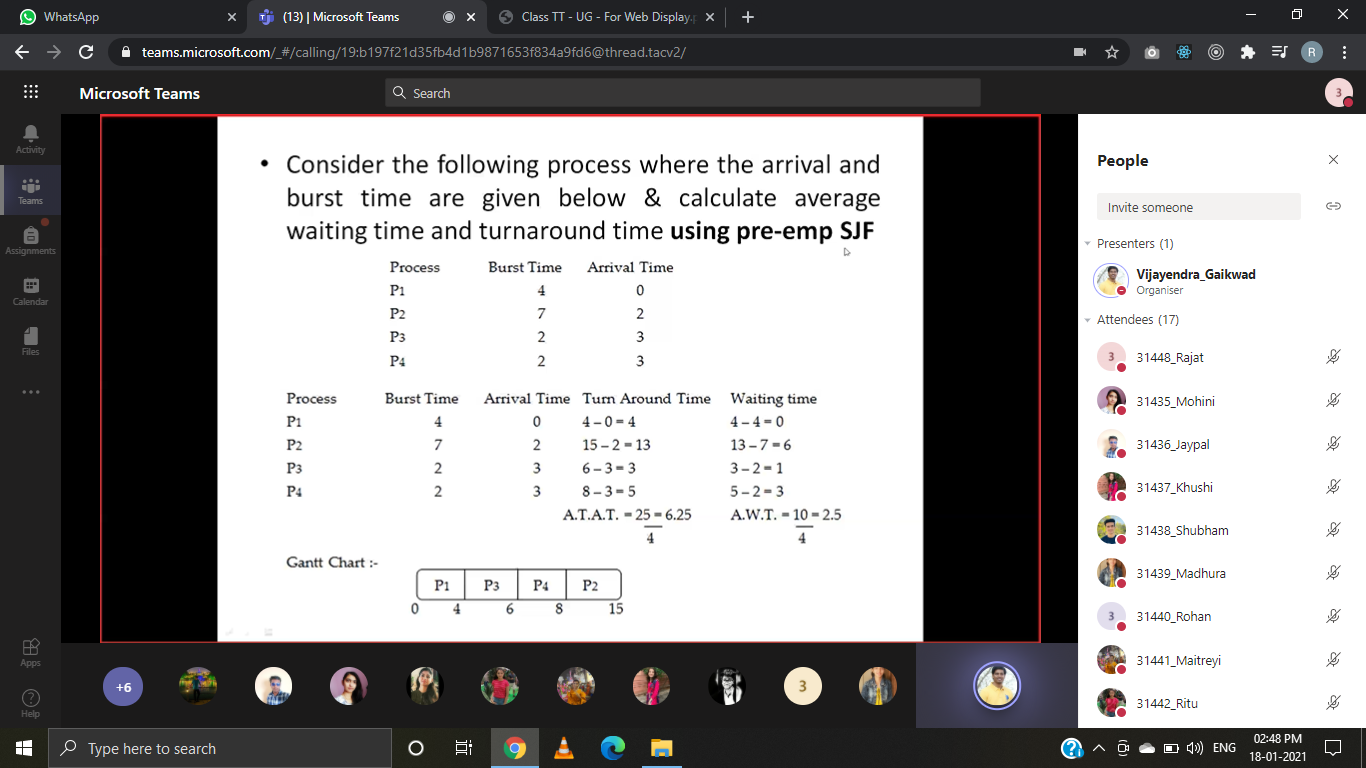 WhatsApp
(13) | Microsoft Teams
Class TT - UG - For Web Display.p
teams.microsoft.com/_#/calling/19:b197f21d35fb4d1b9871653f834a9fd6@thread.tacv2/
R
Microsoft Teams
Search
3
Activity
Teams
Assignments
Calendar
Files
Apps
Help
• Consider the following process where the arrival and
burst time are given below & calculate average
waiting time and turnaround time using pre-emp SJF
Process Burst Time Arrival Time
P1 4 0
P2 7 2
P3 2 3
P4 2 3
Process Burst Time Arrival Time Turn Around Time Waiting time
P1 4 0 4 – 0 = 4 4 – 4 = 0
P2 7 2 15 – 2 = 13 13 – 7 = 6
P3 2 3 6 – 3 = 3 3 – 2 = 1
P4 2 3 8 – 3 = 5 5 – 2 = 3
A.T.A.T. = 25 = 6.25 A.W.T. = 10 = 2.5
4 4
Gantt Chart :-
P1 P3 P4 P2
0 4 6 8 15
+6
3
People
Invite someone
Presenters (1)
Vijayendra_Gaikwad
Organiser
Attendees (17)
3 31448_Rajat
31435_Mohini
31436_Jaypal
31437_Khushi
31438_Shubham
31439_Madhura
3 31440_Rohan
31441_Maitreyi
31442_Ritu
Type here to search
ENG
02:48 PM
18-01-2021